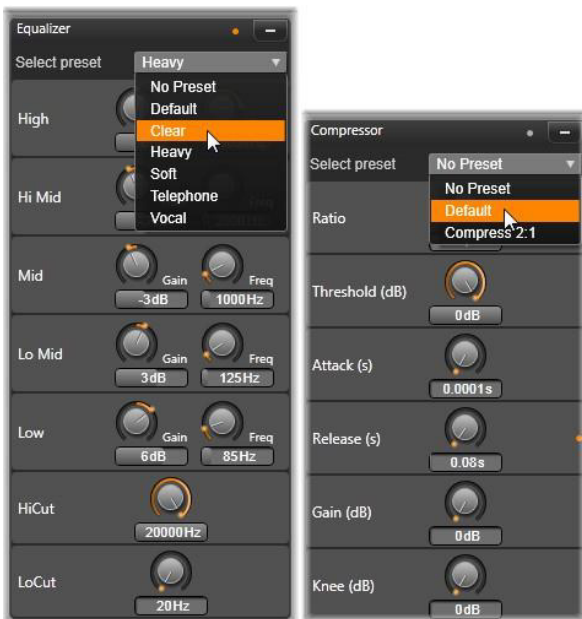 Equalizer
Select preset Heavy
No Preset
Default
Clear
Heavy
Soft
Telephone
Vocal
High
Hi Mid
Mid Gain Freq
-3dB 1000Hz
Lo Mid Gain Freq
3dB 125Hz
Low Gain Freq
6dB 85Hz
HiCut
20000Hz
LoCut
20Hz
Compressor
Select preset No Preset
No Preset
Default
Compress 2:1
Ratio
Threshold (dB)
0dB
Attack (s)
0.0001s
Release (s)
0.08s
Gain (dB)
0dB
Knee (dB)
0dB